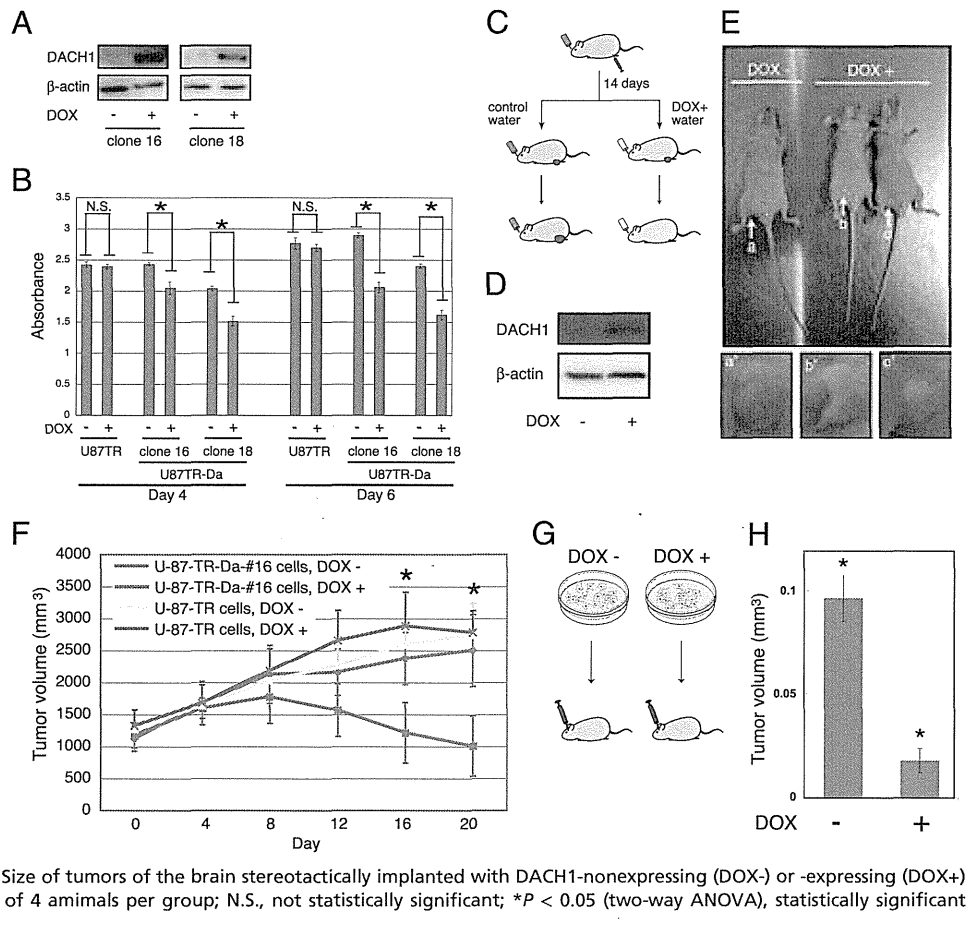 A
DACH1
β-actin
DOX - + - +
clone 16 clone 18
B
3.5
3
2.5
2
1.5
1
0.5
0
Absorbance
N.S. * * N.S. * *
DOX - + - + - + - + - + - +
U87TR clone 16 clone 18 U87TR clone 16 clone 18
U87TR-Da U87TR-Da
Day 4 Day 6
C
14 days
control water
DOX+ water
D
DACH1
β-actin
DOX - +
E
DOX - DOX +
F
4000
3500
3000
2500
2000
1500
1000
500
0
Tumor volume (mm³)
U-87-TR-Da-#16 cells, DOX -
U-87-TR-Da-#16 cells, DOX +
U-87-TR cells, DOX -
U-87-TR cells, DOX +
* *
0 4 8 12 16 20
Day
G
DOX - DOX +
H
Tumor volume (mm³)
0.1
0.05
0
* *
DOX - +
Size of tumors of the brain stereotactically implanted with DACH1-nonexpressing (DOX-) or -expressing (DOX+)
of 4 amimals per group; N.S., not statistically significant; *P < 0.05 (two-way ANOVA), statistically significant